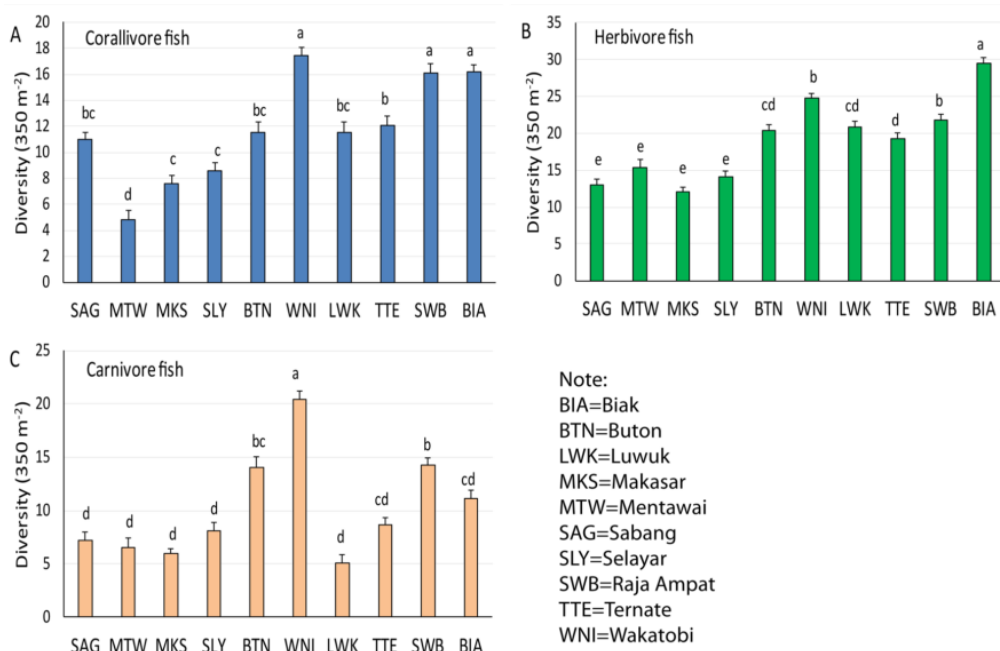 A
Corallivore fish
Diversity (350 m⁻²)
20
18
16
14
12
10
8
6
4
2
0
bc
d
c
c
bc
a
bc
b
a
a
SAG MTW MKS SLY BTN WNI LWK TTE SWB BIA
B
Herbivore fish
Diversity (350 m⁻²)
35
30
25
20
15
10
5
0
e
e
e
e
cd
b
cd
d
b
a
SAG MTW MKS SLY BTN WNI LWK TTE SWB BIA
C
Carnivore fish
Diversity (350 m⁻²)
25
20
15
10
5
0
d
d
d
d
bc
a
d
cd
b
cd
SAG MTW MKS SLY BTN WNI LWK TTE SWB BIA
Note:
BIA=Biak
BTN=Buton
LWK=Luwuk
MKS=Makasar
MTW=Mentawai
SAG=Sabang
SLY=Selayar
SWB=Raja Ampat
TTE=Ternate
WNI=Wakatobi